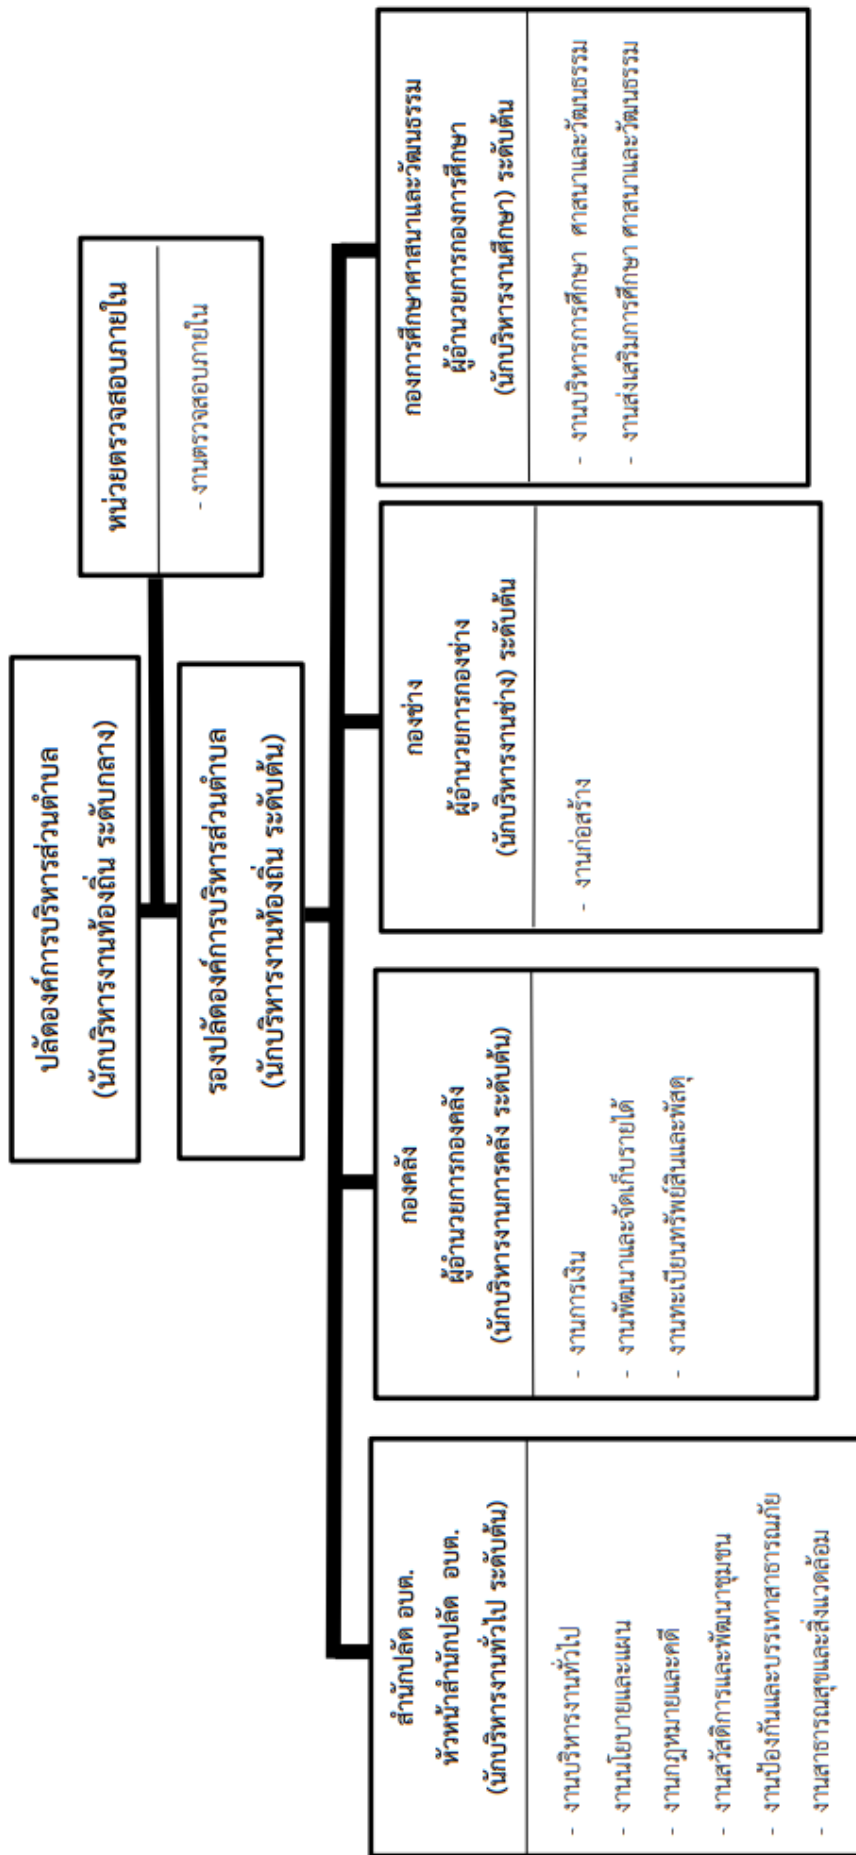 ปลัดองค์การบริหารส่วนตำบล
(นักบริหารงานท้องถิ่น ระดับกลาง)
หน่วยตรวจสอบภายใน
- งานตรวจสอบภายใน
รองปลัดองค์การบริหารส่วนตำบล
(นักบริหารงานท้องถิ่น ระดับต้น)
สำนักปลัด อบต.
หัวหน้าสำนักปลัด อบต.
(นักบริหารงานทั่วไป ระดับต้น)
- งานบริหารงานทั่วไป
- งานนโยบายและแผน
- งานกฎหมายและคดี
- งานสวัสดิการและพัฒนาชุมชน
- งานป้องกันและบรรเทาสาธารณภัย
- งานสาธารณสุขและสิ่งแวดล้อม
กองคลัง
ผู้อำนวยการกองคลัง
(นักบริหารงานการคลัง ระดับต้น)
- งานการเงิน
- งานพัฒนาและจัดเก็บรายได้
- งานทะเบียนทรัพย์สินและพัสดุ
กองช่าง
ผู้อำนวยการกองช่าง
(นักบริหารงานช่าง) ระดับต้น
- งานก่อสร้าง
กองการศึกษาศาสนาและวัฒนธรรม
ผู้อำนวยการกองการศึกษา
(นักบริหารงานศึกษา) ระดับต้น
- งานบริหารการศึกษา ศาสนาและวัฒนธรรม
- งานส่งเสริมการศึกษา ศาสนาและวัฒนธรรม